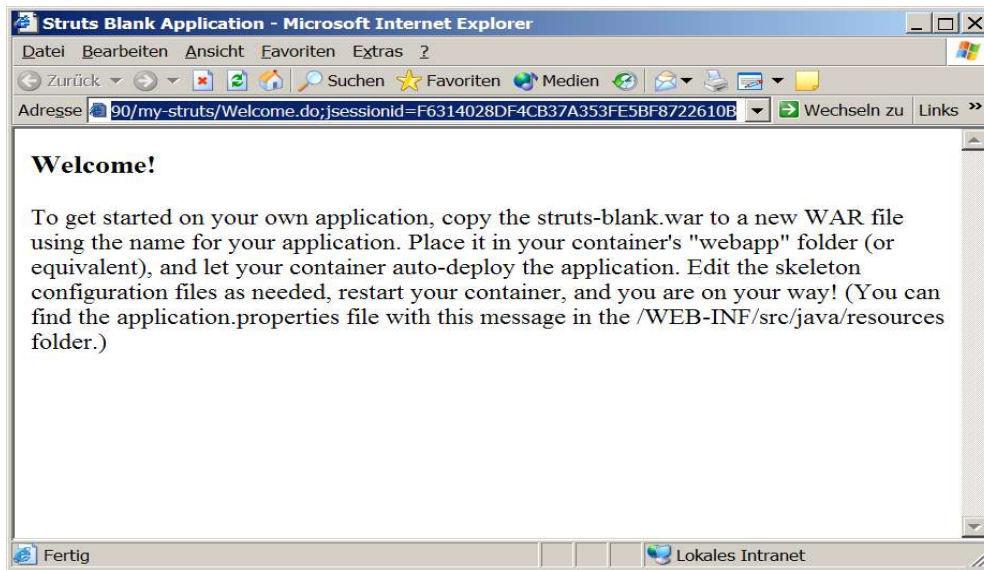 Struts Blank Application - Microsoft Internet Explorer
Datei Bearbeiten Ansicht Favoriten Extras ?
Zurück Suchen Favoriten Medien
Adresse 90/my-struts/Welcome.do;jsessionid=F6314028DF4CB37A353FE5BF8722610B Wechseln zu Links »
Welcome!
To get started on your own application, copy the struts-blank.war to a new WAR file
using the name for your application. Place it in your container's "webapp" folder (or
equivalent), and let your container auto-deploy the application. Edit the skeleton
configuration files as needed, restart your container, and you are on your way! (You can
find the application.properties file with this message in the /WEB-INF/src/java/resources
folder.)
Fertig Lokales Intranet